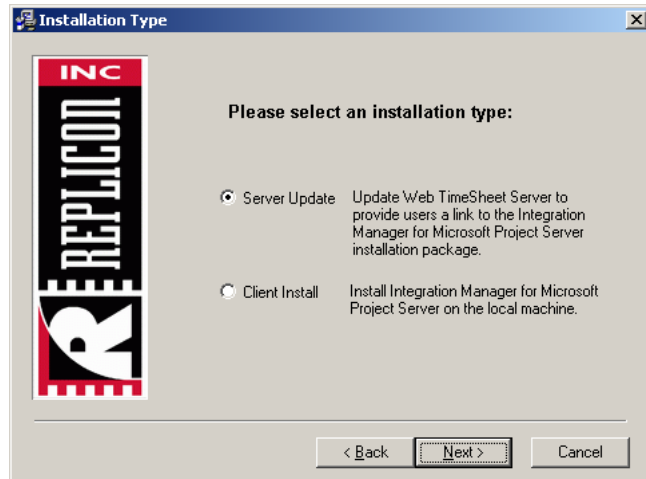 Installation Type
INC
REPLICON
R
Please select an installation type:
Server Update
Update Web TimeSheet Server to
provide users a link to the Integration
Manager for Microsoft Project Server
installation package.
Client Install
Install Integration Manager for Microsoft
Project Server on the local machine.
< Back
Next >
Cancel